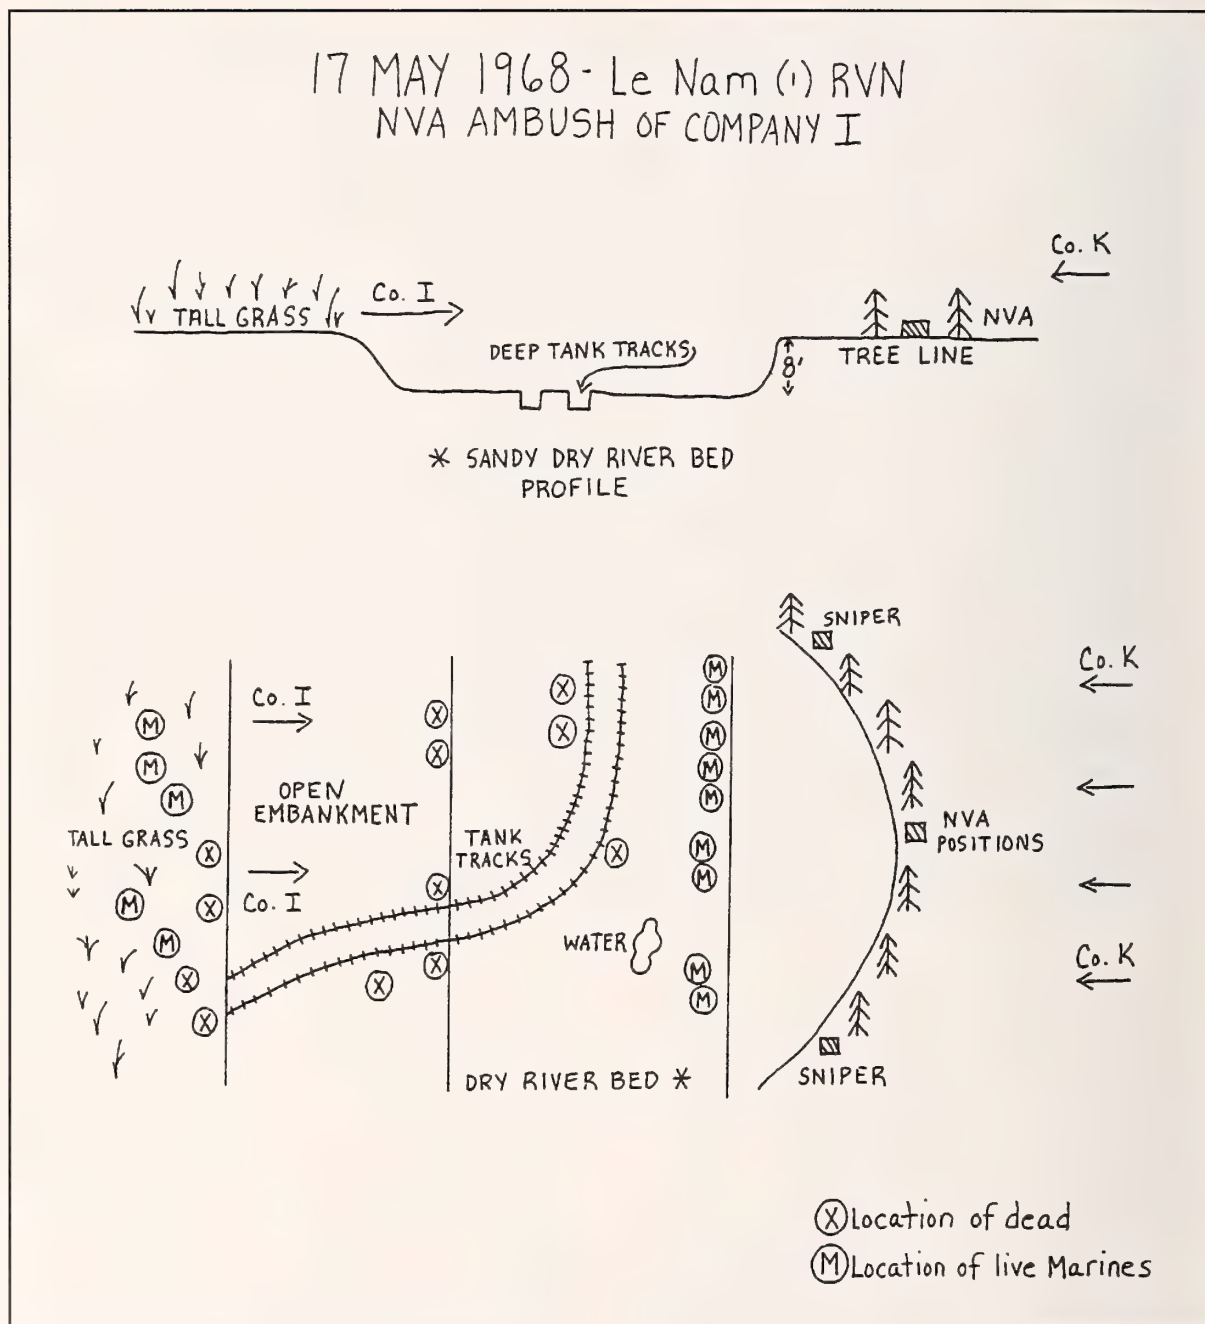 17 MAY 1968 - Le Nam (1) RVN
NVA AMBUSH OF COMPANY I
Co. K
Co. I
TALL GRASS
NVA
DEEP TANK TRACKS
TREE LINE
8'
* SANDY DRY RIVER BED
PROFILE
SNIPER
Co. K
Co. I
X
M
X
M
M
X
M
M
X
M
X
M
M
M
OPEN
EMBANKMENT
TALL GRASS
TANK
TRACKS
NVA
POSITIONS
X
X
M
M
Co. I
X
M
X
WATER
M
X
Co. K
X
X
M
M
X
SNIPER
DRY RIVER BED *
X Location of dead
M Location of live Marines